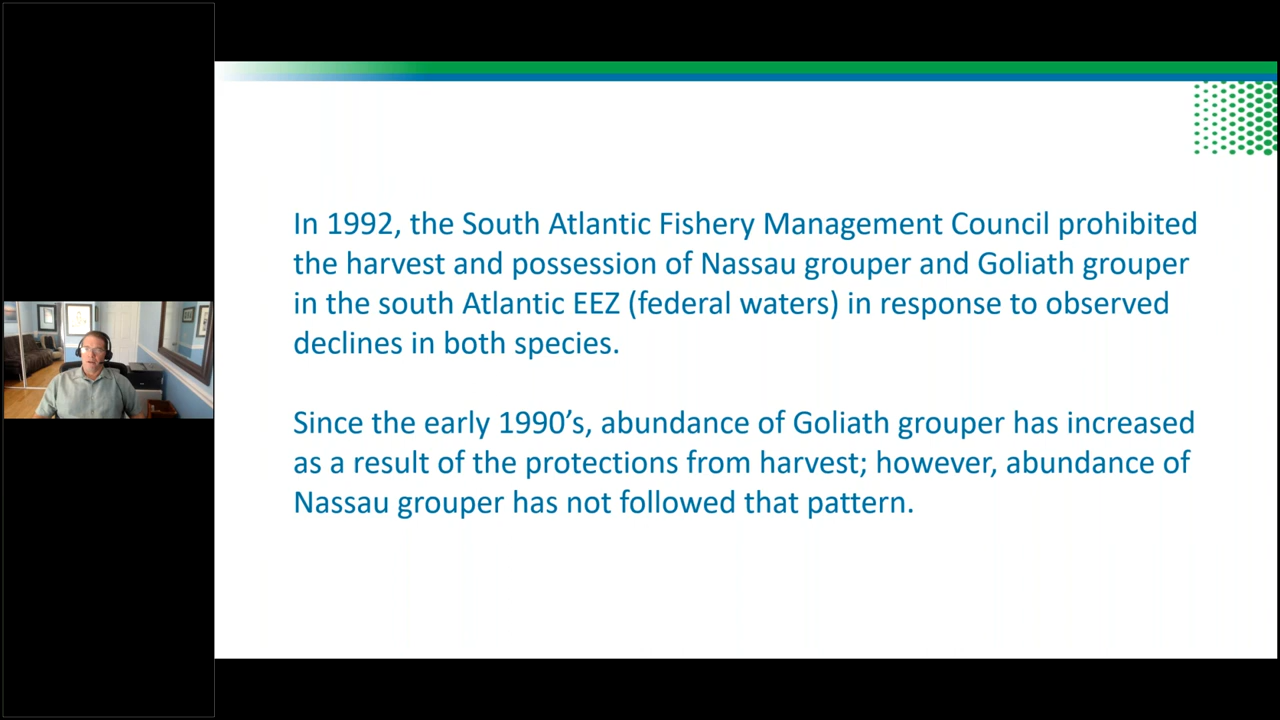 In 1992, the South Atlantic Fishery Management Council prohibited
the harvest and possession of Nassau grouper and Goliath grouper
in the south Atlantic EEZ (federal waters) in response to observed
declines in both species.
Since the early 1990’s, abundance of Goliath grouper has increased
as a result of the protections from harvest; however, abundance of
Nassau grouper has not followed that pattern.